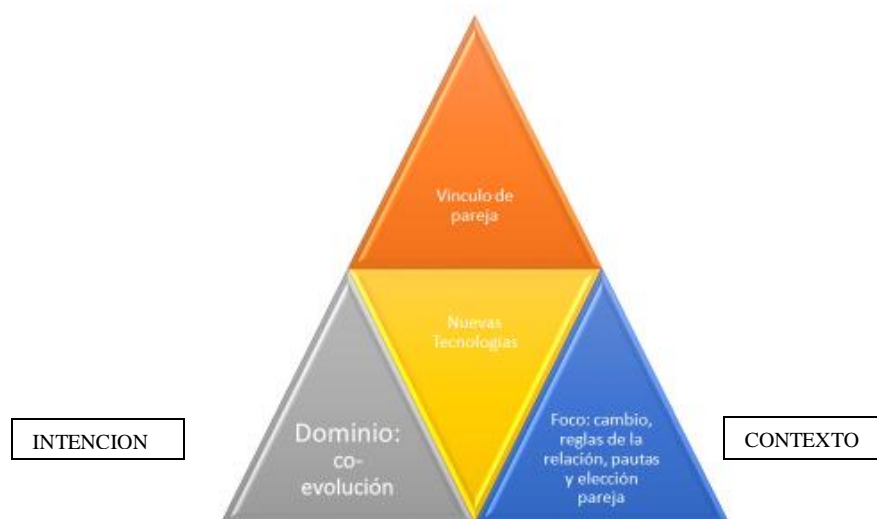 Vinculo de
pareja
Nuevas
Tecnologias
INTENCION
Dominio:
co-
evolución
Foco: cambio,
reglas de la
relación, pautas
y elección
pareja
CONTEXTO